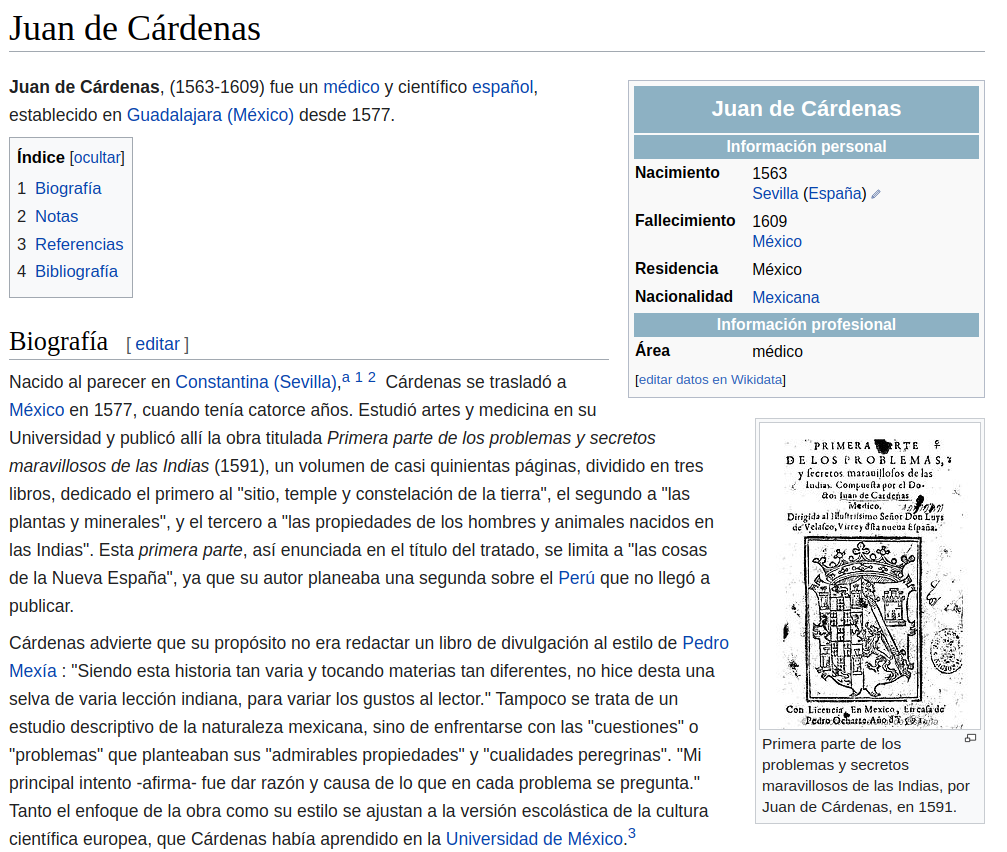 Juan de Cárdenas
Juan de Cárdenas, (1563-1609) fue un médico y científico español,
establecido en Guadalajara (México) desde 1577.
Índice [ocultar]
1 Biografía
2 Notas
3 Referencias
4 Bibliografía
Juan de Cárdenas
Información personal
Nacimiento 1563
Sevilla (España)
Fallecimiento 1609
México
Residencia México
Nacionalidad Mexicana
Información profesional
Área médico
[editar datos en Wikidata]
Biografía [ editar ]
Nacido al parecer en Constantina (Sevilla),a 1 2 Cárdenas se trasladó a
México en 1577, cuando tenía catorce años. Estudió artes y medicina en su
Universidad y publicó allí la obra titulada Primera parte de los problemas y secretos
maravillosos de las Indias (1591), un volumen de casi quinientas páginas, dividido en tres
libros, dedicado el primero al "sitio, temple y constelación de la tierra", el segundo a "las
plantas y minerales", y el tercero a "las propiedades de los hombres y animales nacidos en
las Indias". Esta primera parte, así enunciada en el título del tratado, se limita a "las cosas
de la Nueva España", ya que su autor planeaba una segunda sobre el Perú que no llegó a
publicar.
Cárdenas advierte que su propósito no era redactar un libro de divulgación al estilo de Pedro
Mexía : "Siendo esta historia tan varia y tocando materias tan diferentes, no hice desta una
selva de varia lección indiana, para variar los gustos al lector." Tampoco se trata de un
estudio descriptivo de la naturaleza mexicana, sino de enfrentarse con las "cuestiones" o
"problemas" que planteaban sus "admirables propiedades" y "cualidades peregrinas". "Mi
principal intento -afirma- fue dar razón y causa de lo que en cada problema se pregunta."
Tanto el enfoque de la obra como su estilo se ajustan a la versión escolástica de la cultura
científica europea, que Cárdenas había aprendido en la Universidad de México.3
PRIMERA
DE LOS PROBLEMAS,
y secretos marauillosos de las
Indias. Compuesta por el Do-
ctor Iuan de Cardenas
Medico.
Dirigida al Illustrissimo Señor Don Luys
de Velasco, Virrey desta nueua España.
Con Licencia, En Mexico, En casa de
Pedro Ocharte. Año
Primera parte de los
problemas y secretos
maravillosos de las Indias, por
Juan de Cárdenas, en 1591.